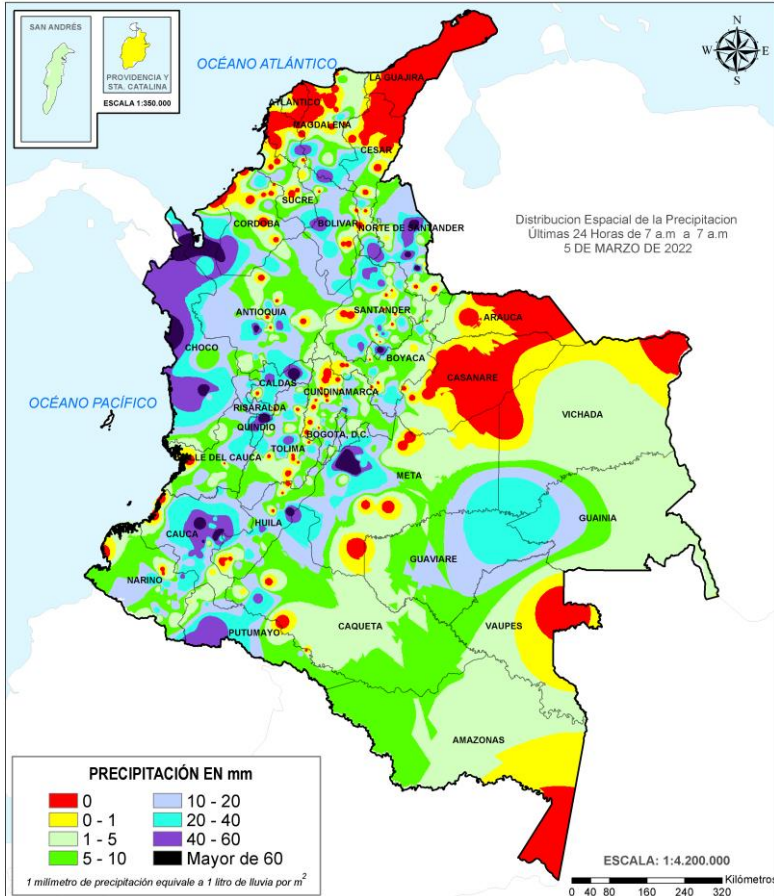 SAN ANDRÉS
PROVIDENCIA Y
STA. CATALINA
ESCALA 1:350.000
OCÉANO ATLÁNTICO
N
W
E
S
LA GUAJIRA
ATLÁNTICO
MAGDALENA
CESAR
SUCRE
CORDOBA
BOLIVAR
NORTE DE SANTANDER
Distribucion Espacial de la Precipitacion
Últimas 24 Horas de 7 a.m a 7 a.m
5 DE MARZO DE 2022
ANTIOQUIA
SANTANDER
ARAUCA
CHOCO
BOYACA
CASANARE
OCÉANO PACÍFICO
CALDAS
CUNDINAMARCA
RISARALDA
VICHADA
QUINDIO
BOGOTA, D.C.
TOLIMA
VALLE DEL CAUCA
META
GUAINIA
CAUCA
HUILA
GUAVIARE
NARIÑO
CAQUETA
VAUPES
PUTUMAYO
AMAZONAS
PRECIPITACIÓN EN mm
0
10 - 20
0 - 1
20 - 40
1 - 5
40 - 60
5 - 10
Mayor de 60
1 milímetro de precipitación equivale a 1 litro de lluvia por m²
ESCALA: 1:4.200.000
Kilómetros
0 40 80 160 240 320